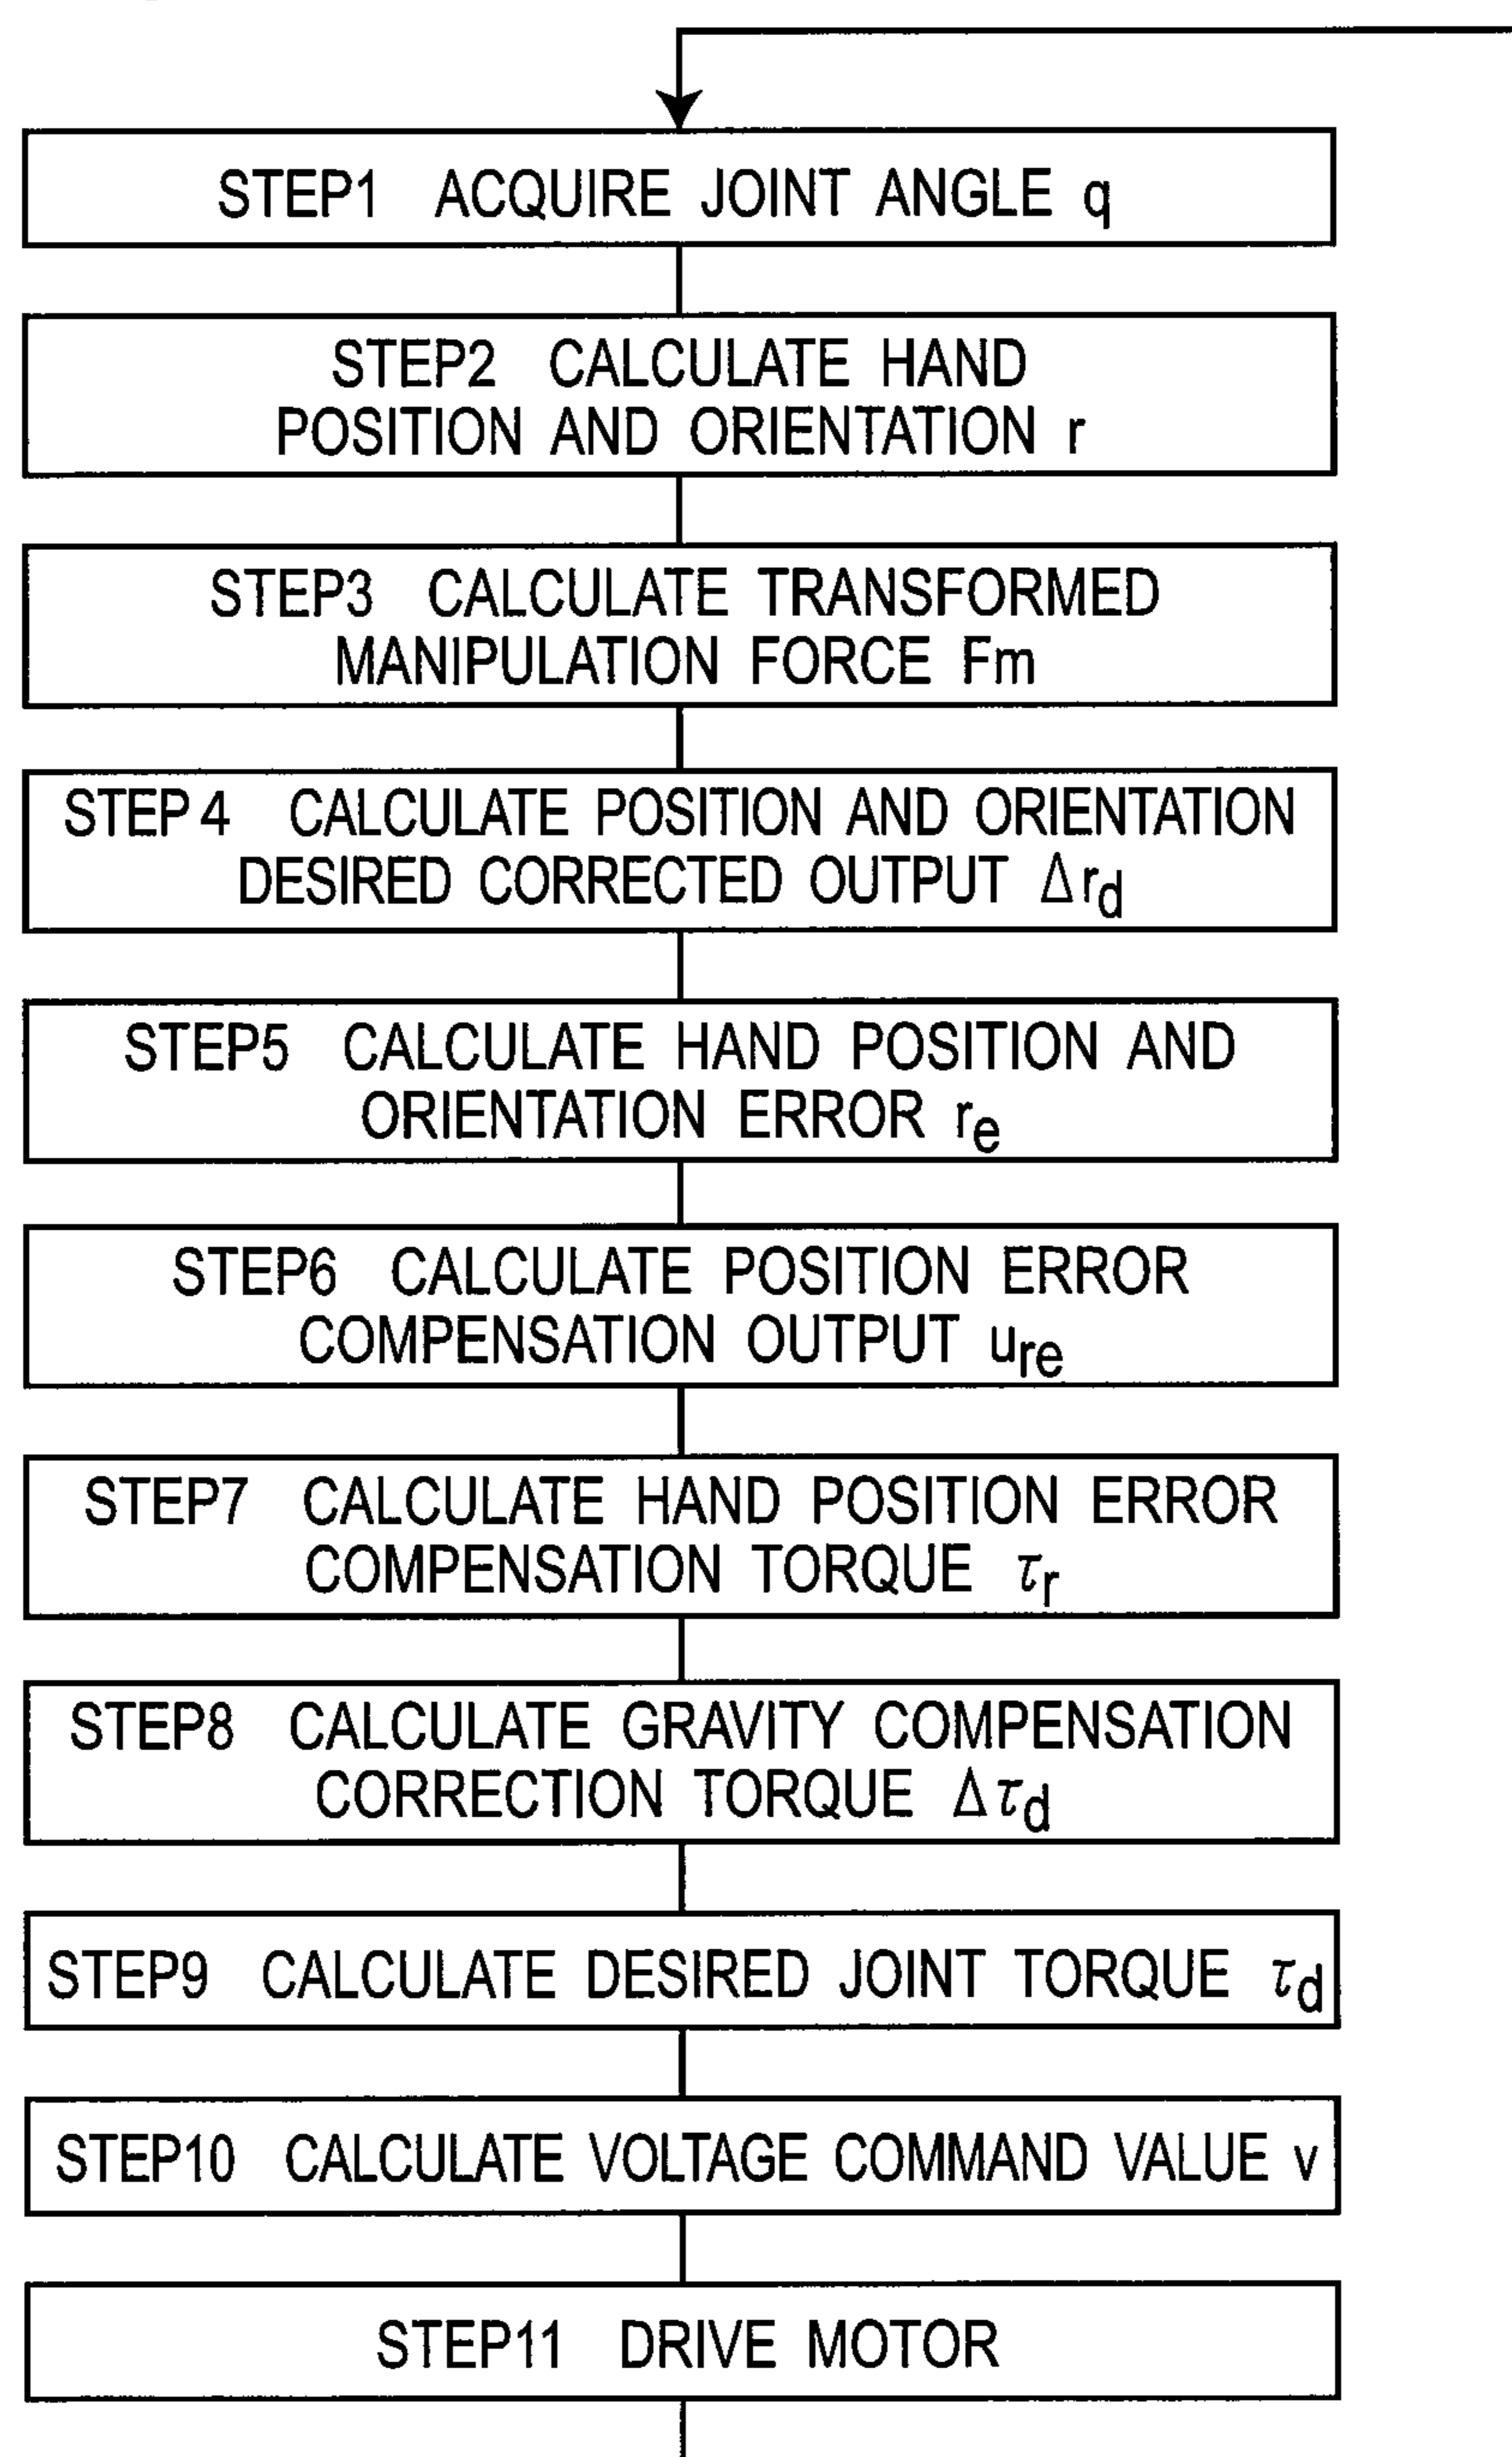 STEP1 ACQUIRE JOINT ANGLE q
STEP2 CALCULATE HAND
POSITION AND ORIENTATION r
STEP3 CALCULATE TRANSFORMED
MANIPULATION FORCE Fm
STEP4 CALCULATE POSITION AND ORIENTATION
DESIRED CORRECTED OUTPUT Δrd
STEP5 CALCULATE HAND POSITION AND
ORIENTATION ERROR re
STEP6 CALCULATE POSITION ERROR
COMPENSATION OUTPUT ure
STEP7 CALCULATE HAND POSITION ERROR
COMPENSATION TORQUE τr
STEP8 CALCULATE GRAVITY COMPENSATION
CORRECTION TORQUE Δτd
STEP9 CALCULATE DESIRED JOINT TORQUE τd
STEP10 CALCULATE VOLTAGE COMMAND VALUE v
STEP11 DRIVE MOTOR